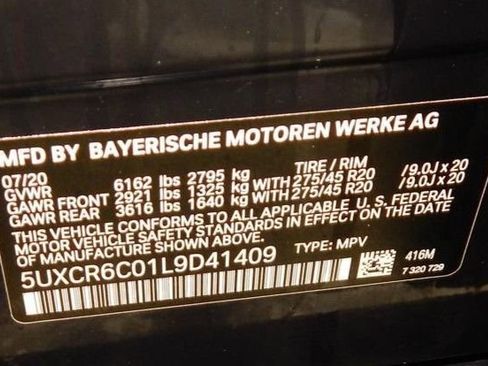 MFD BY BAYERISCHE MOTOREN WERKE AG
07/20 TIRE / RIM
GVWR 6162 lbs 2795 kg
GAWR FRONT 2921 lbs 1325 kg WITH 275/45 R20 / 9.0J x 20
GAWR REAR 3616 lbs 1640 kg WITH 275/45 R20 / 9.0J x 20
THIS VEHICLE CONFORMS TO ALL APPLICABLE U.S. FEDERAL
MOTOR VEHICLE SAFETY STANDARDS IN EFFECT ON THE DATE
OF MANUFACTURE SHOWN ABOVE.
5UXCR6C01L9D41409 TYPE: MPV
416M
7 320 729